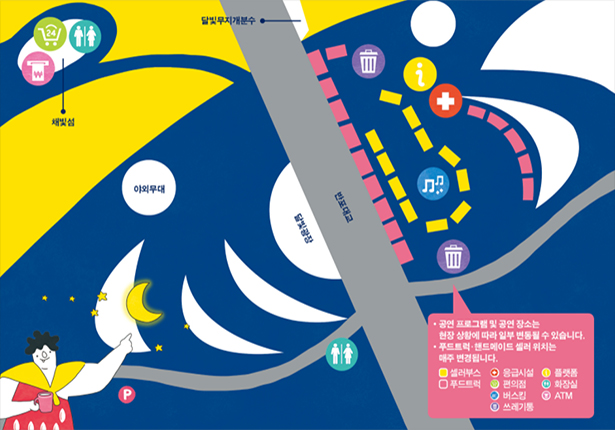 달빛무지개분수
24
₩
채빛섬
i
야외무대
달빛광장
반포대교
P
• 공연 프로그램 및 공연 장소는
현장 상황에 따라 일부 변동될 수 있습니다.
• 푸드트럭·핸드메이드 셀러 위치는
매주 변경됩니다.
셀러부스 응급시설 플랫폼
푸드트럭 편의점 화장실
버스킹 ATM
쓰레기통